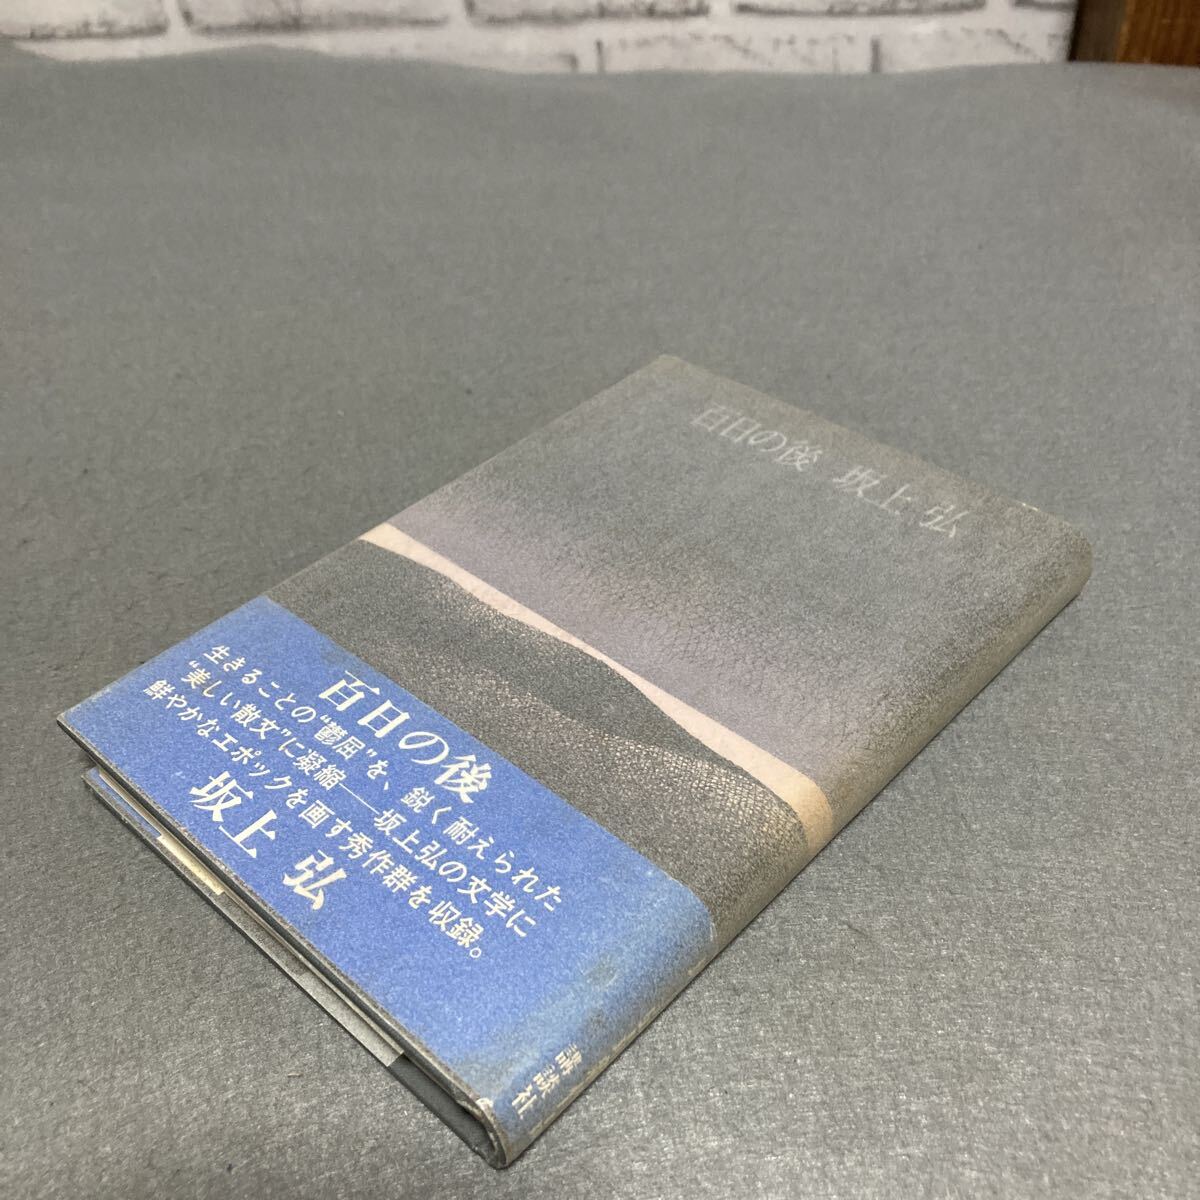 百日の後 坂上 弘
百日の後
生きることの“鬱屈”を、鋭く耐えられた
“美しい散文”に凝縮――坂上弘の文学に
鮮やかなエポックを画す秀作群を収録。
坂上 弘
講談社